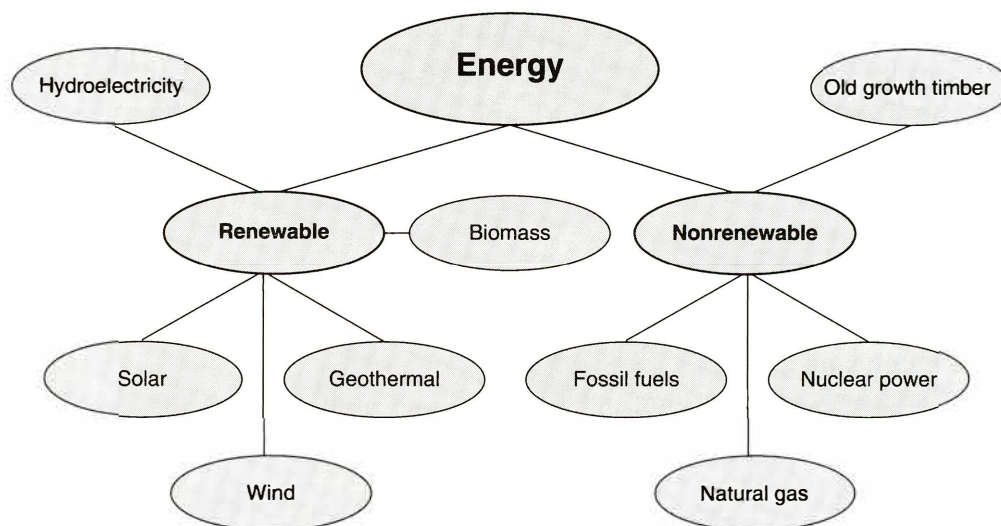 Energy
Hydroelectricity
Old growth timber
Renewable
Biomass
Nonrenewable
Solar
Geothermal
Fossil fuels
Nuclear power
Wind
Natural gas